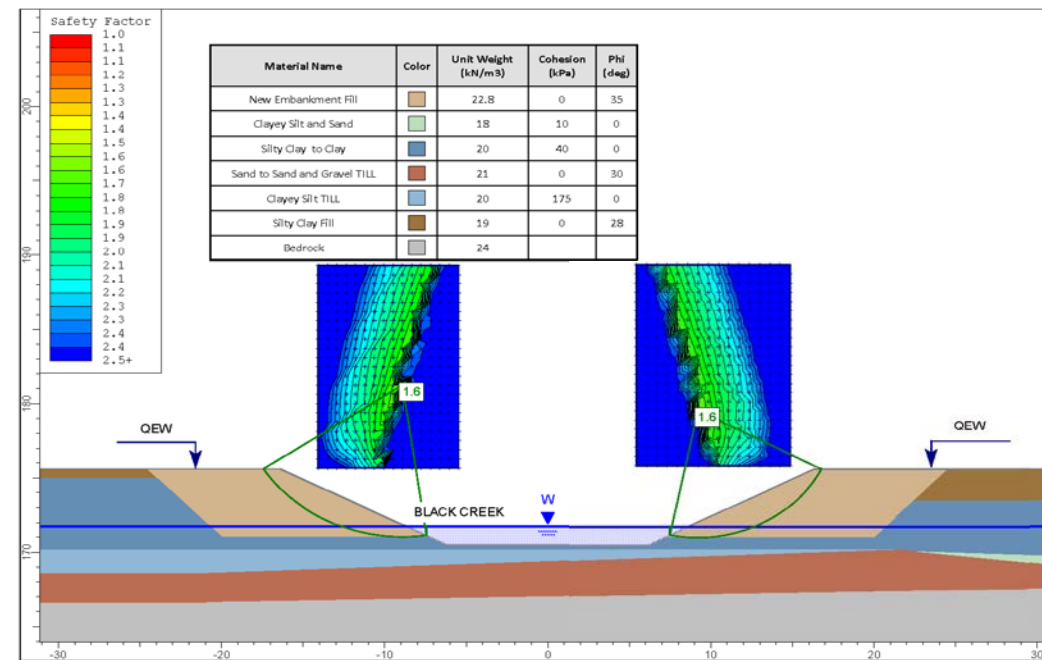 Safety Factor
1.0
1.1
1.1
1.2
1.3
1.3
1.4
1.4
1.5
1.6
1.6
1.7
1.8
1.8
1.9
1.9
2.0
2.1
2.1
2.2
2.3
2.3
2.4
2.4
2.5+
Material Name Color Unit Weight (kN/m3) Cohesion (kPa) Phi (deg)
New Embankment Fill 22.8 0 35
Clayey Silt and Sand 18 10 0
Silty Clay to Clay 20 40 0
Sand to Sand and Gravel TILL 21 0 30
Clayey Silt TILL 20 175 0
Silty Clay Fill 19 0 28
Bedrock 24
200
190
180
170
1.6
1.6
QEW
QEW
BLACK CREEK
W
-30 -20 -10 0 10 20 30